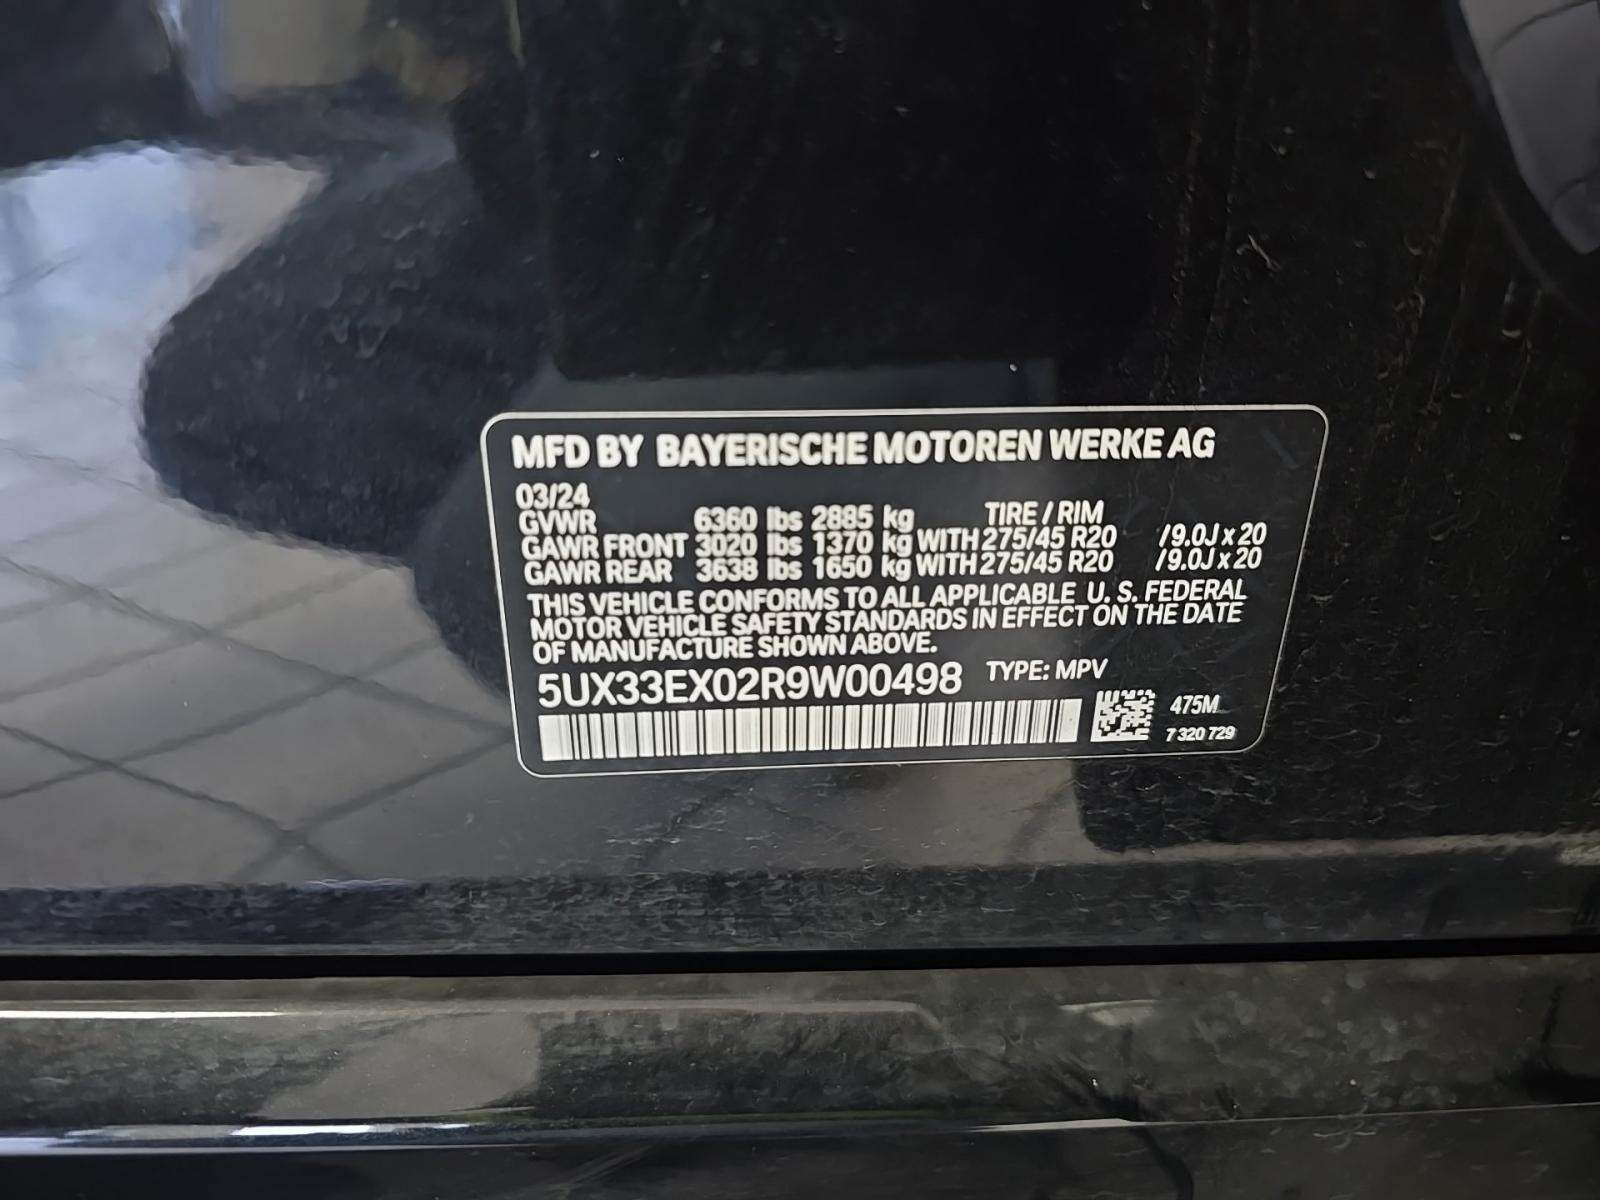 MFD BY BAYERISCHE MOTOREN WERKE AG
03/24
GVWR 6360 lbs 2885 kg TIRE / RIM
GAWR FRONT 3020 lbs 1370 kg WITH 275/45 R20 /9.0J x 20
GAWR REAR 3638 lbs 1650 kg WITH 275/45 R20 /9.0J x 20
THIS VEHICLE CONFORMS TO ALL APPLICABLE U. S. FEDERAL
MOTOR VEHICLE SAFETY STANDARDS IN EFFECT ON THE DATE
OF MANUFACTURE SHOWN ABOVE.
5UX33EX02R9W00498 TYPE: MPV
475M
7 320 729